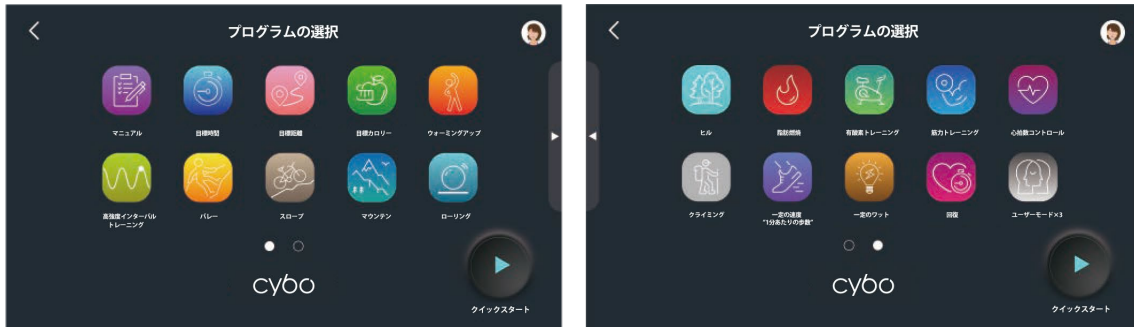 プログラムの選択
マニュアル
目標時間
目標距離
目標カロリー
ウォーミングアップ
高強度インターバル
トレーニング
バレー
スロープ
マウンテン
ローリング
cybo
クイックスタート
プログラムの選択
ヒル
脂肪燃焼
有酸素トレーニング
筋力トレーニング
心拍数コントロール
クライミング
一定の速度
"1分あたりの歩数"
一定のワット
回復
ユーザーモード×3
cybo
クイックスタート